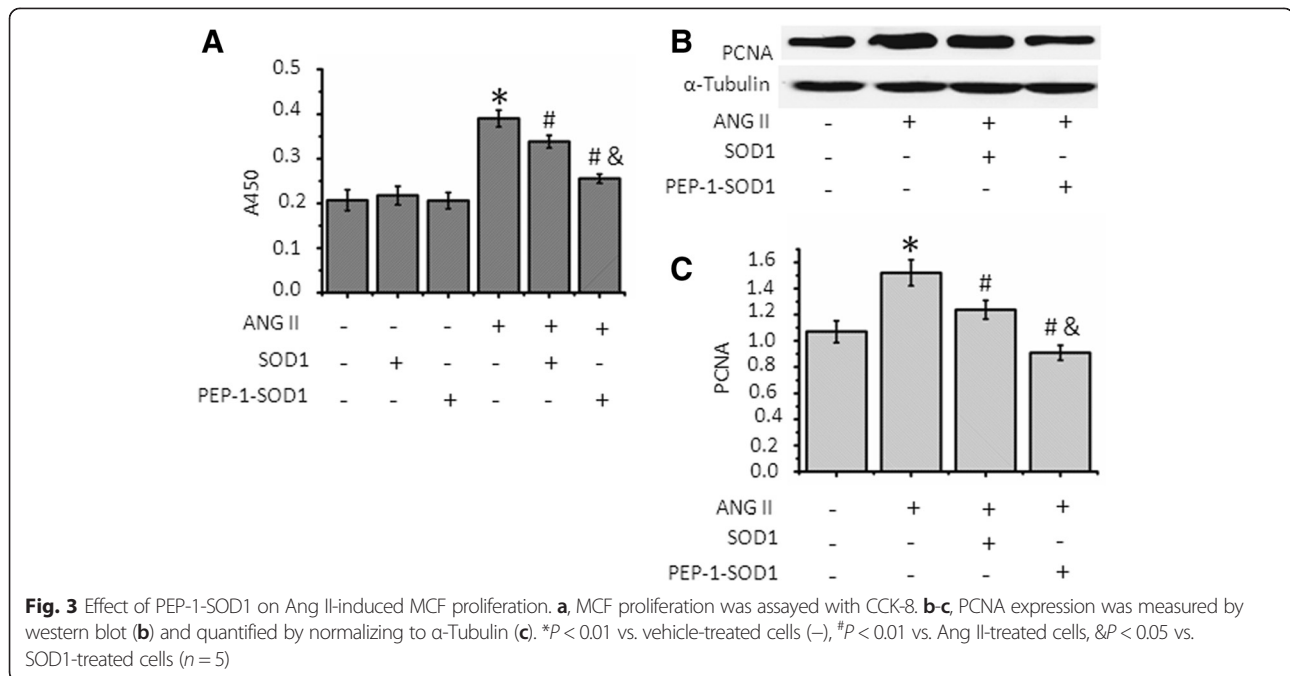 A
0.5
0.4
0.3
0.2
0.1
0.0
A450
*
#
# &
ANG II - - - + + +
SOD1 - + - - + -
PEP-1-SOD1 - - + - - +
B
PCNA
α-Tubulin
ANG II - + + +
SOD1 - - + -
PEP-1-SOD1 - - - +
C
1.6
1.4
1.2
1.0
0.8
0.6
0.4
0.2
0.0
PCNA
*
#
# &
ANG II - + + +
SOD1 - - + -
PEP-1-SOD1 - - - +
Fig. 3 Effect of PEP-1-SOD1 on Ang II-induced MCF proliferation. a, MCF proliferation was assayed with CCK-8. b-c, PCNA expression was measured by
western blot (b) and quantified by normalizing to α-Tubulin (c). *P < 0.01 vs. vehicle-treated cells (−), #P < 0.01 vs. Ang II-treated cells, &P < 0.05 vs.
SOD1-treated cells (n = 5)